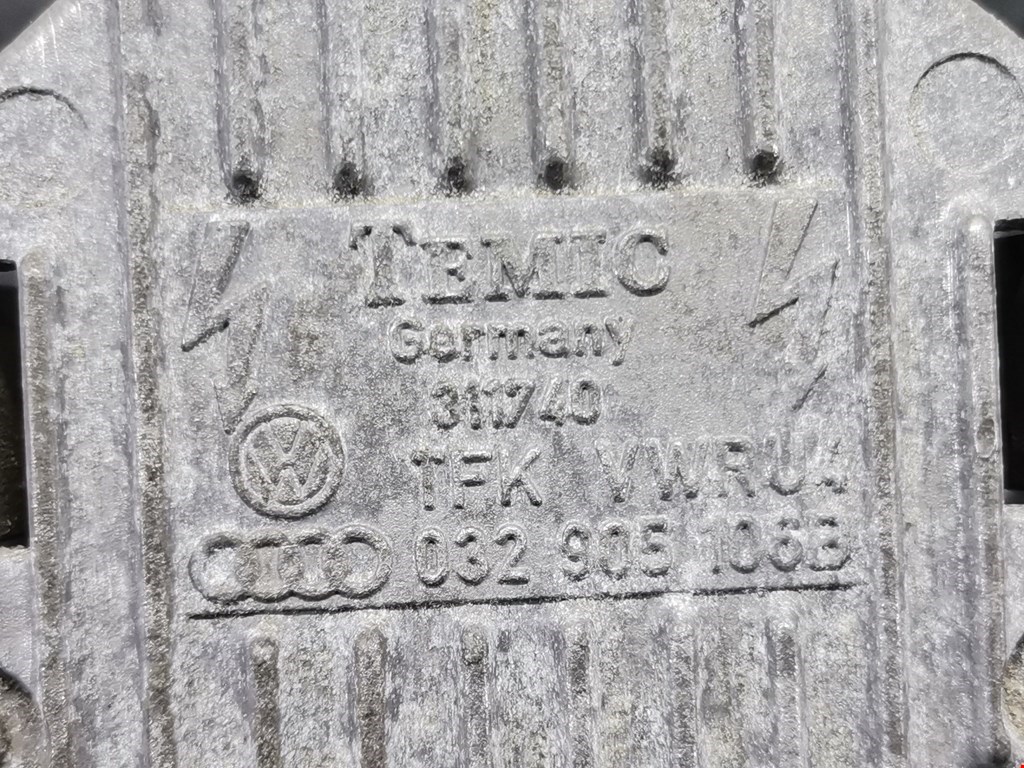 TEMIC
Germany
311740
TFK VWRU4
032 905 106B